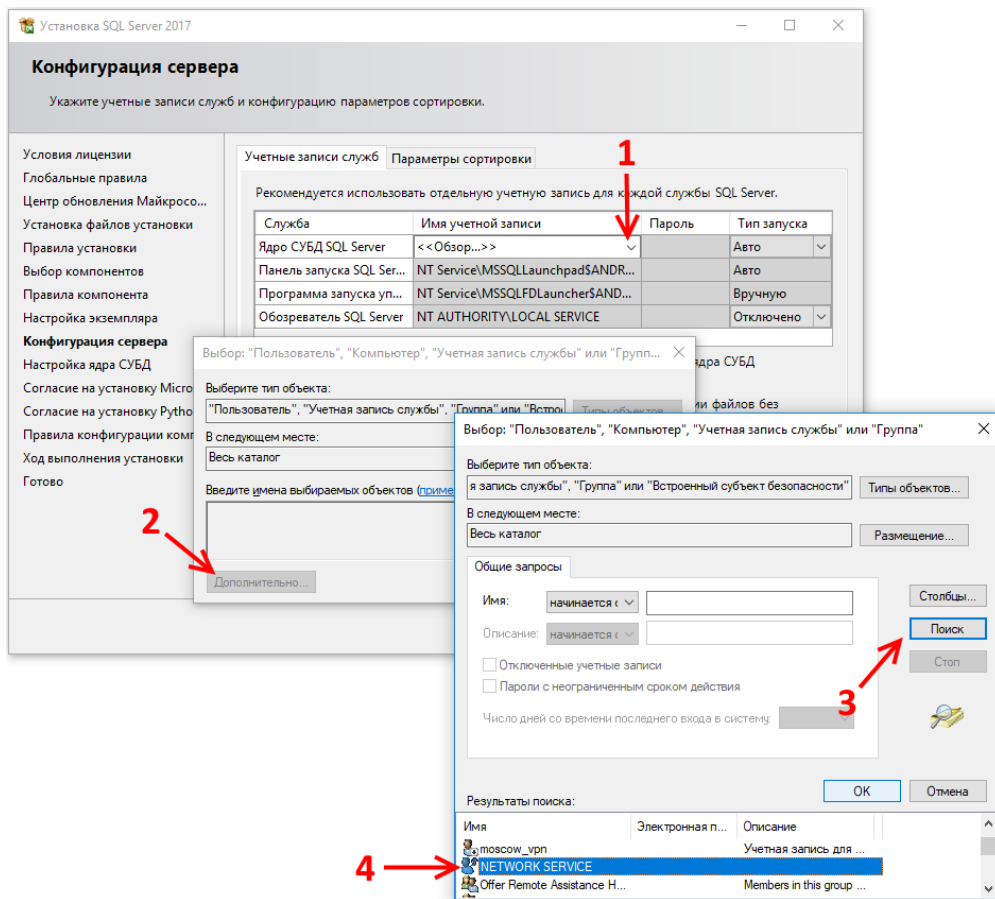 Установка SQL Server 2017
Конфигурация сервера
Укажите учетные записи служб и конфигурацию параметров сортировки.
Условия лицензии
Глобальные правила
Центр обновления Майкросо...
Установка файлов установки
Правила установки
Выбор компонентов
Правила компонента
Настройка экземпляра
Конфигурация сервера
Настройка ядра СУБД
Согласие на установку Micro
Согласие на установку Pytho
Правила конфигурации комп
Ход выполнения установки
Готово
Учетные записи служб Параметры сортировки
1
Рекомендуется использовать отдельную учетную запись для каждой службы SQL Server.
Служба Имя учетной записи Пароль Тип запуска
Ядро СУБД SQL Server <<Обзор...>> Авто
Панель запуска SQL Ser... NT Service\MSSQLLaunchpad$ANDR... Авто
Программа запуска уп... NT Service\MSSQLFDLauncher$AND... Вручную
Обозреватель SQL Server NT AUTHORITY\LOCAL SERVICE Отключено
ядра СУБД
файлов без
Выбор: "Пользователь", "Компьютер", "Учетная запись службы" или "Групп...
Выберите тип объекта:
"Пользователь", "Учетная запись службы", "Группа" или "Встро Типы объектов...
В следующем месте:
Весь каталог
Введите имена выбираемых объектов (приме
2
Дополнительно...
Выбор: "Пользователь", "Компьютер", "Учетная запись службы" или "Группа"
Выберите тип объекта:
я запись службы", "Группа" или "Встроенный субъект безопасности" Типы объектов...
В следующем месте:
Весь каталог Размещение...
Общие запросы
Имя: начинается с Столбцы...
Описание: начинается с Поиск
Стоп
Отключенные учетные записи
Пароли с неограниченным сроком действия
3
Число дней со времени последнего входа в систему:
OK Отмена
Результаты поиска:
Имя Электронная п... Описание
moscow_vpn Учетная запись для ...
4 NETWORK SERVICE
Offer Remote Assistance H... Members in this group ...